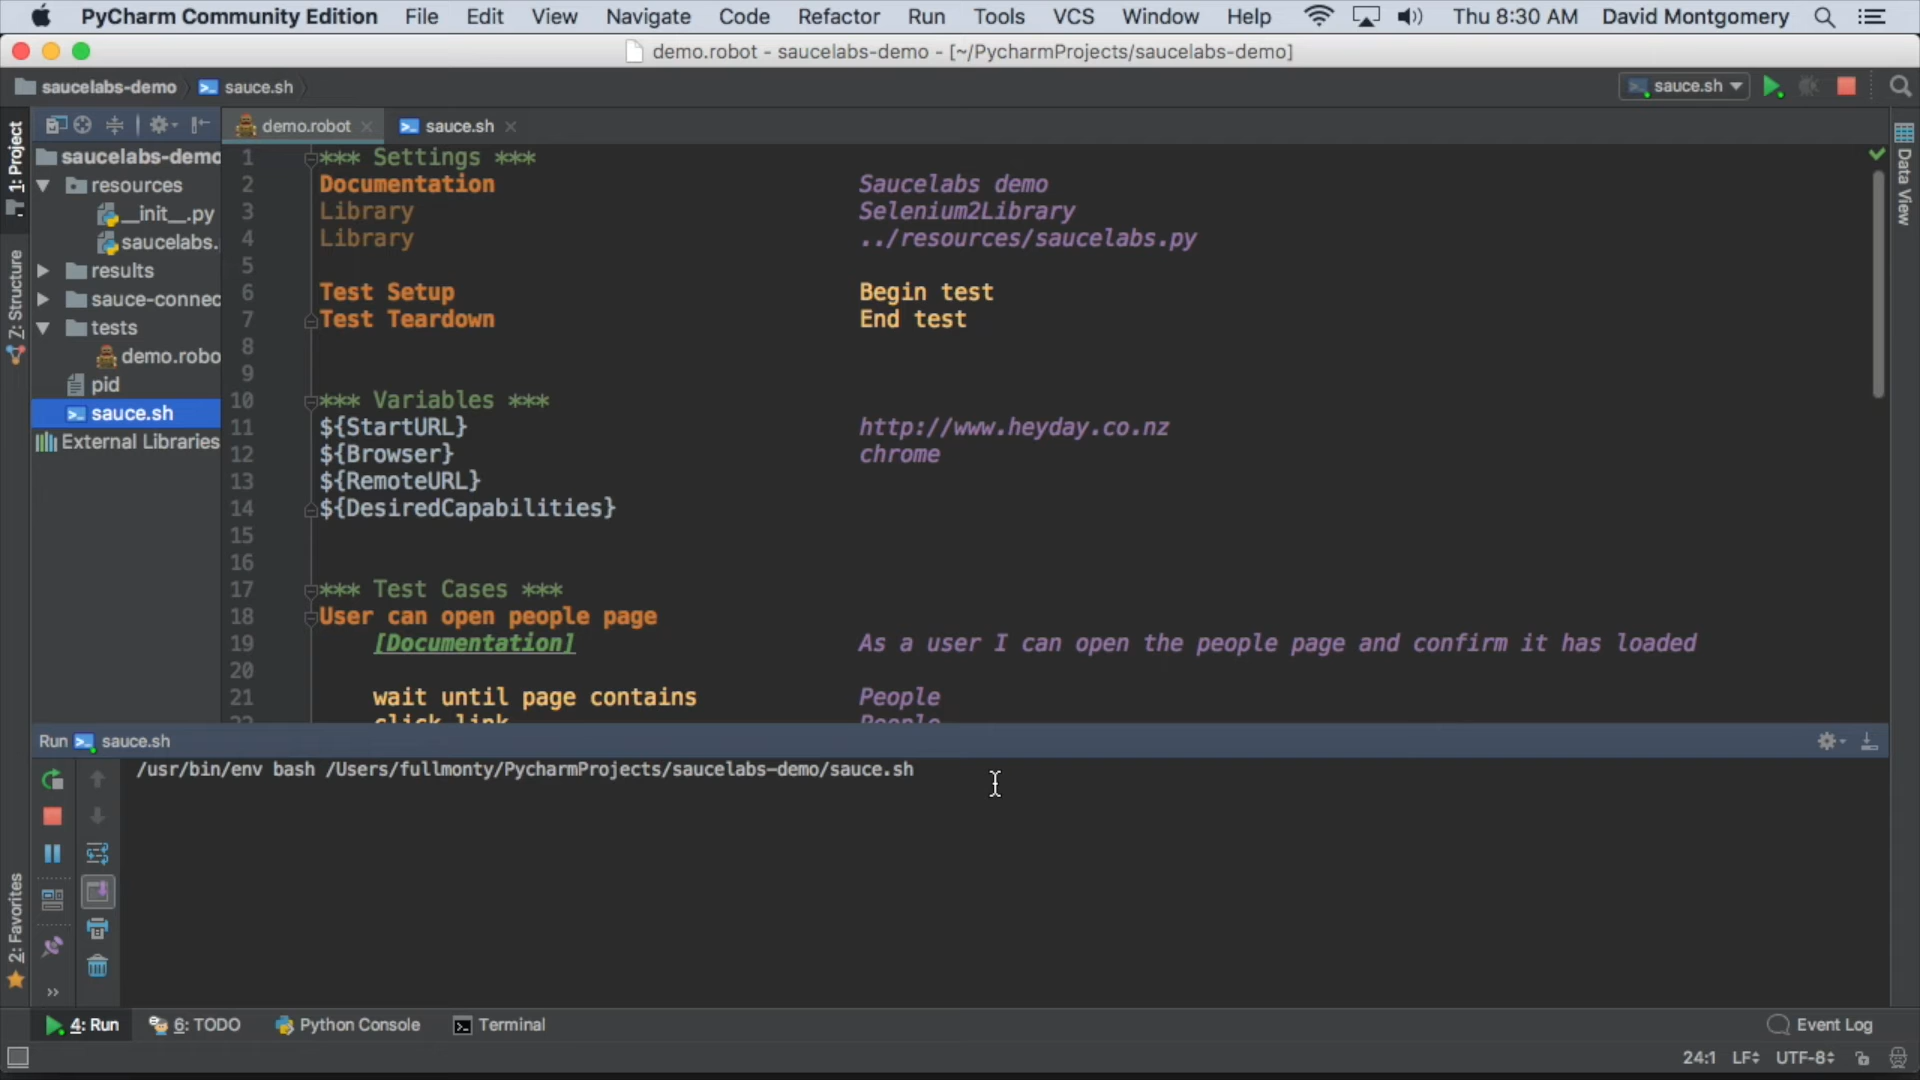 PyCharm Community Edition File Edit View Navigate Code Refactor Run Tools VCS Window Help Thu 8:30 AM David Montgomery
demo.robot - saucelabs-demo - [~/PycharmProjects/saucelabs-demo]
saucelabs-demo sauce.sh sauce.sh
demo.robot sauce.sh
1: Project
Z: Structure
2: Favorites
Data View
saucelabs-demo
resources
__init__.py
saucelabs.
results
sauce-connec
tests
demo.robo
pid
sauce.sh
External Libraries
1 *** Settings ***
2 Documentation Saucelabs demo
3 Library Selenium2Library
4 Library ../resources/saucelabs.py
5
6 Test Setup Begin test
7 Test Teardown End test
8
9
10 *** Variables ***
11 ${StartURL} http://www.heyday.co.nz
12 ${Browser} chrome
13 ${RemoteURL}
14 ${DesiredCapabilities}
15
16
17 *** Test Cases ***
18 User can open people page
19 [Documentation] As a user I can open the people page and confirm it has loaded
20
21 wait until page contains People
22 click link People
Run sauce.sh
/usr/bin/env bash /Users/fullmonty/PycharmProjects/saucelabs-demo/sauce.sh
4: Run 6: TODO Python Console Terminal Event Log
24:1 LF UTF-8